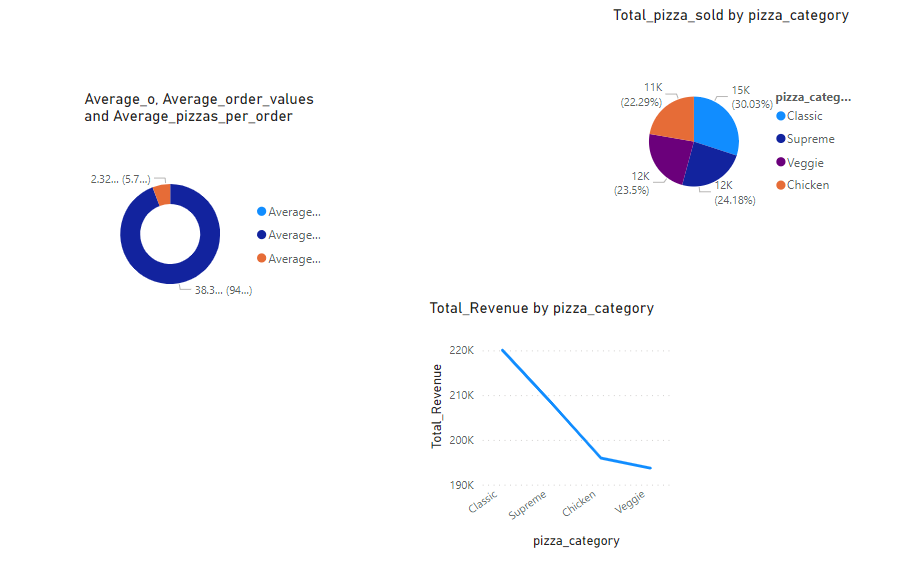 Total_pizza_sold by pizza_category
11K
(22.29%)
15K
(30.03%)
12K
(23.5%)
12K
(24.18%)
pizza_categ...
Classic
Supreme
Veggie
Chicken
Average_o, Average_order_values
and Average_pizzas_per_order
2.32... (5.7...)
38.3... (94...)
Average...
Average...
Average...
Total_Revenue by pizza_category
Total_Revenue
220K
210K
200K
190K
Classic
Supreme
Chicken
Veggie
pizza_category